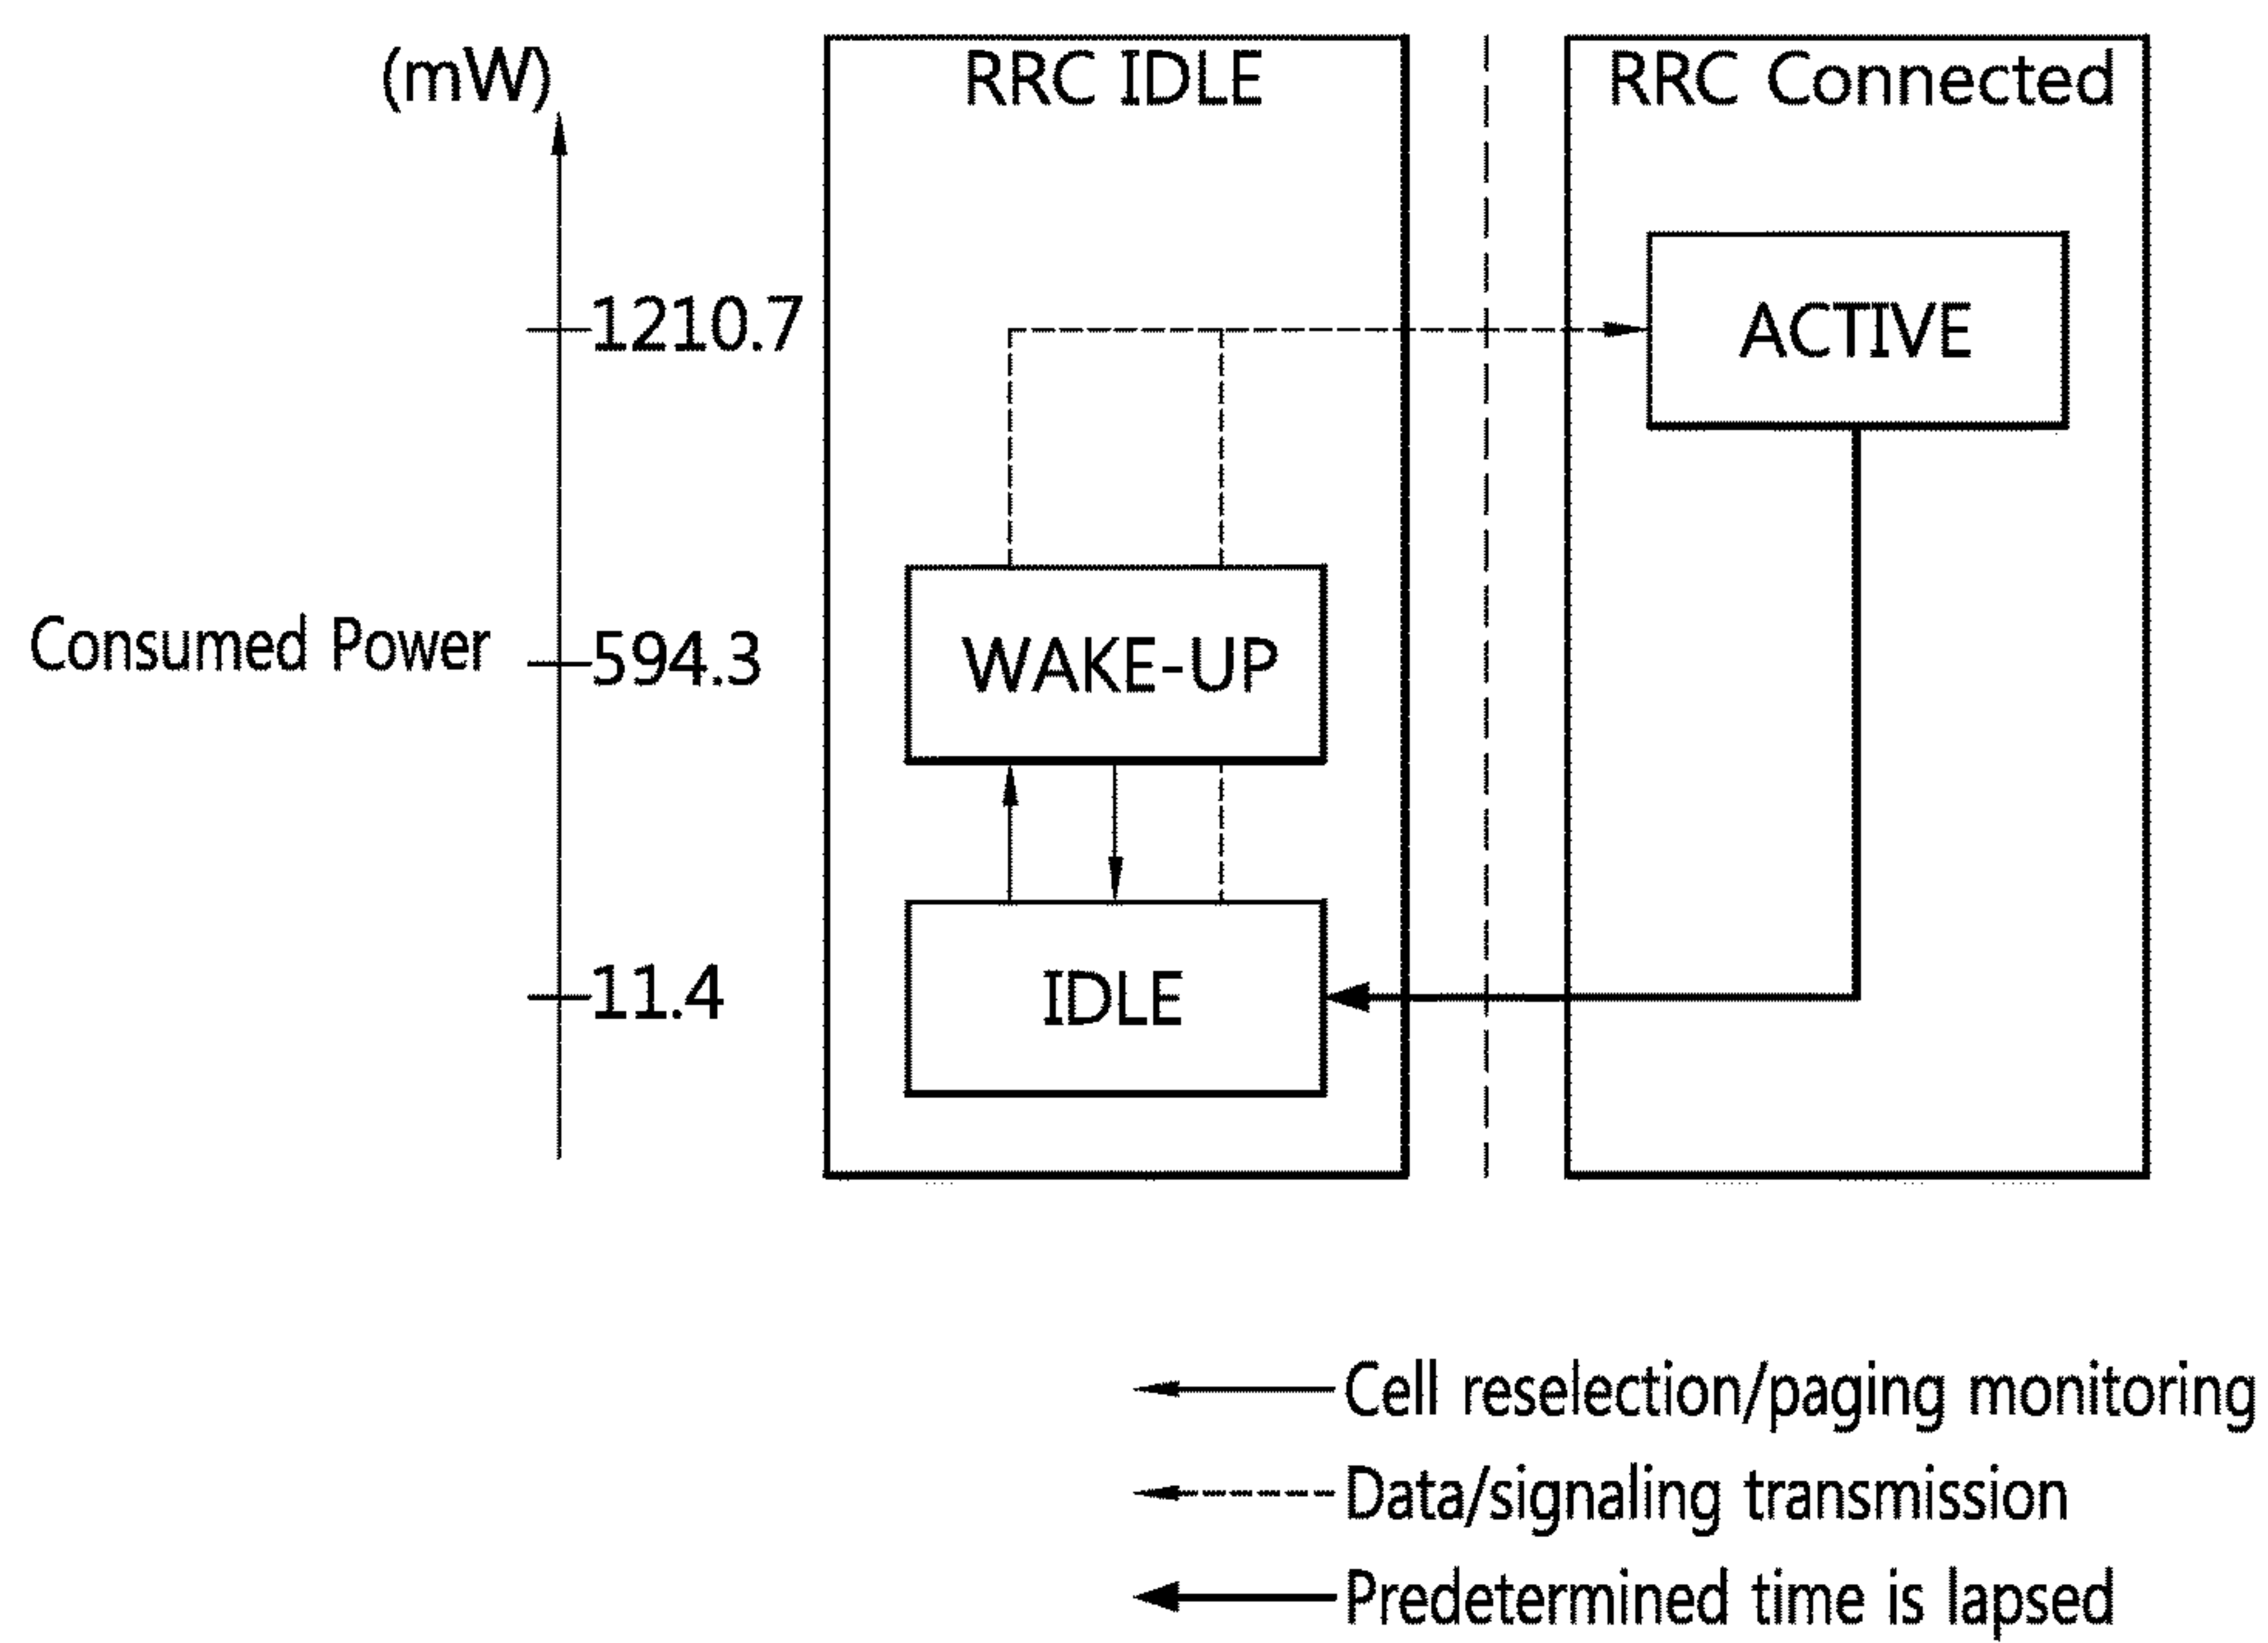 (mW)
RRC IDLE
RRC Connected
1210.7
ACTIVE
Consumed Power
594.3
WAKE-UP
11.4
IDLE
Cell reselection/paging monitoring
Data/signaling transmission
Predetermined time is lapsed